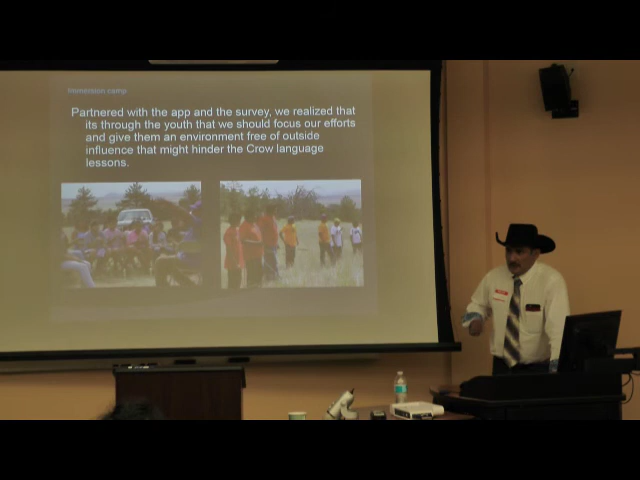 Immersion camp
Partnered with the app and the survey, we realized that
its through the youth that we should focus our efforts
and give them an environment free of outside
influence that might hinder the Crow language
lessons.